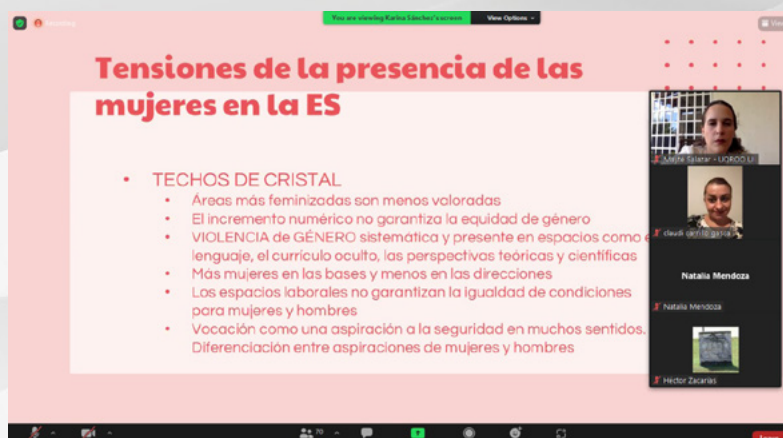 You are viewing Karina Sánchez's screen
View Options
Recording
View
Tensiones de la presencia de las
mujeres en la ES
• TECHOS DE CRISTAL
• Áreas más feminizadas son menos valoradas
• El incremento numérico no garantiza la equidad de género
• VIOLENCIA de GÉNERO sistemática y presente en espacios como e
lenguaje, el currículo oculto, las perspectivas teóricas y científicas
• Más mujeres en las bases y menos en las direcciones
• Los espacios laborales no garantizan la igualdad de condiciones
para mujeres y hombres
• Vocación como una aspiración a la seguridad en muchos sentidos.
Diferenciación entre aspiraciones de mujeres y hombres
Salazar - UQROO
Natalia Mendoza
Natalia Mendoza
Héctor Zacarías
70